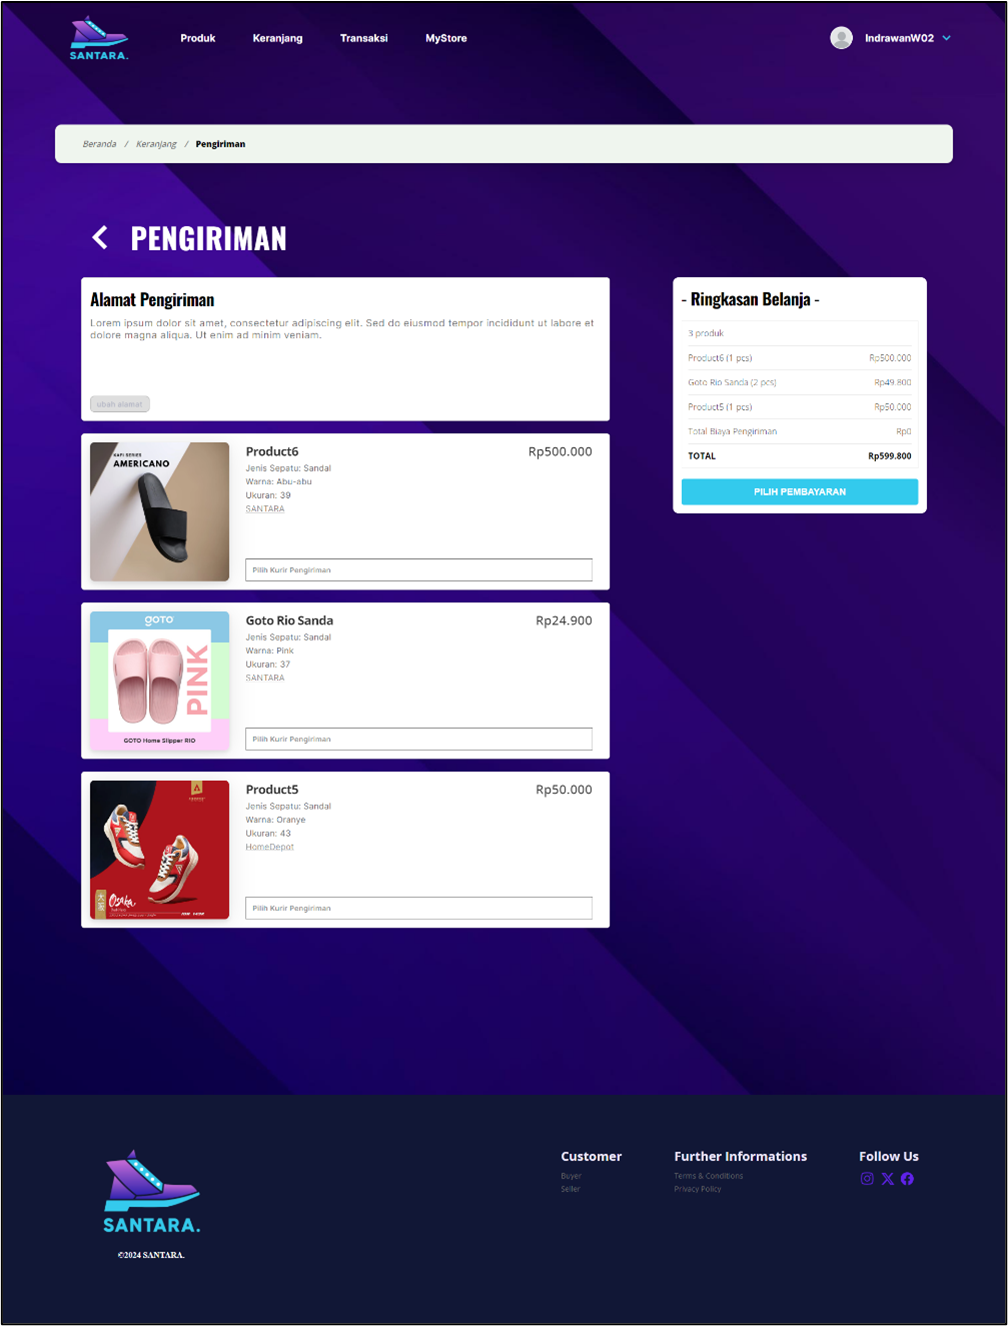 SANTARA.
Produk
Keranjang
Transaksi
MyStore
IndrawanW02
Beranda / Keranjang / Pengiriman
PENGIRIMAN
Alamat Pengiriman
Lorem ipsum dolor sit amet, consectetur adipiscing elit. Sed do eiusmod tempor incididunt ut labore et
dolore magna aliqua. Ut enim ad minim veniam.
ubah alamat
KAFI SERIES
AMERICANO
Product6 Rp500.000
Jenis Sepatu: Sandal
Warna: Abu-abu
Ukuran: 39
SANTARA
Pilih Kurir Pengiriman
goto
PINK
GOTO Home Slipper RIO
Goto Rio Sanda Rp24.900
Jenis Sepatu: Sandal
Warna: Pink
Ukuran: 37
SANTARA
Pilih Kurir Pengiriman
Osaka.
Product5 Rp50.000
Jenis Sepatu: Sandal
Warna: Oranye
Ukuran: 43
HomeDepot
Pilih Kurir Pengiriman
- Ringkasan Belanja -
3 produk
Product6 (1 pcs) Rp500.000
Goto Rio Sanda (2 pcs) Rp49.800
Product5 (1 pcs) Rp50.000
Total Biaya Pengiriman Rp0
TOTAL Rp599.800
PILIH PEMBAYARAN
SANTARA.
©2024 SANTARA.
Customer
Buyer
Seller
Further Informations
Terms & Conditions
Privacy Policy
Follow Us